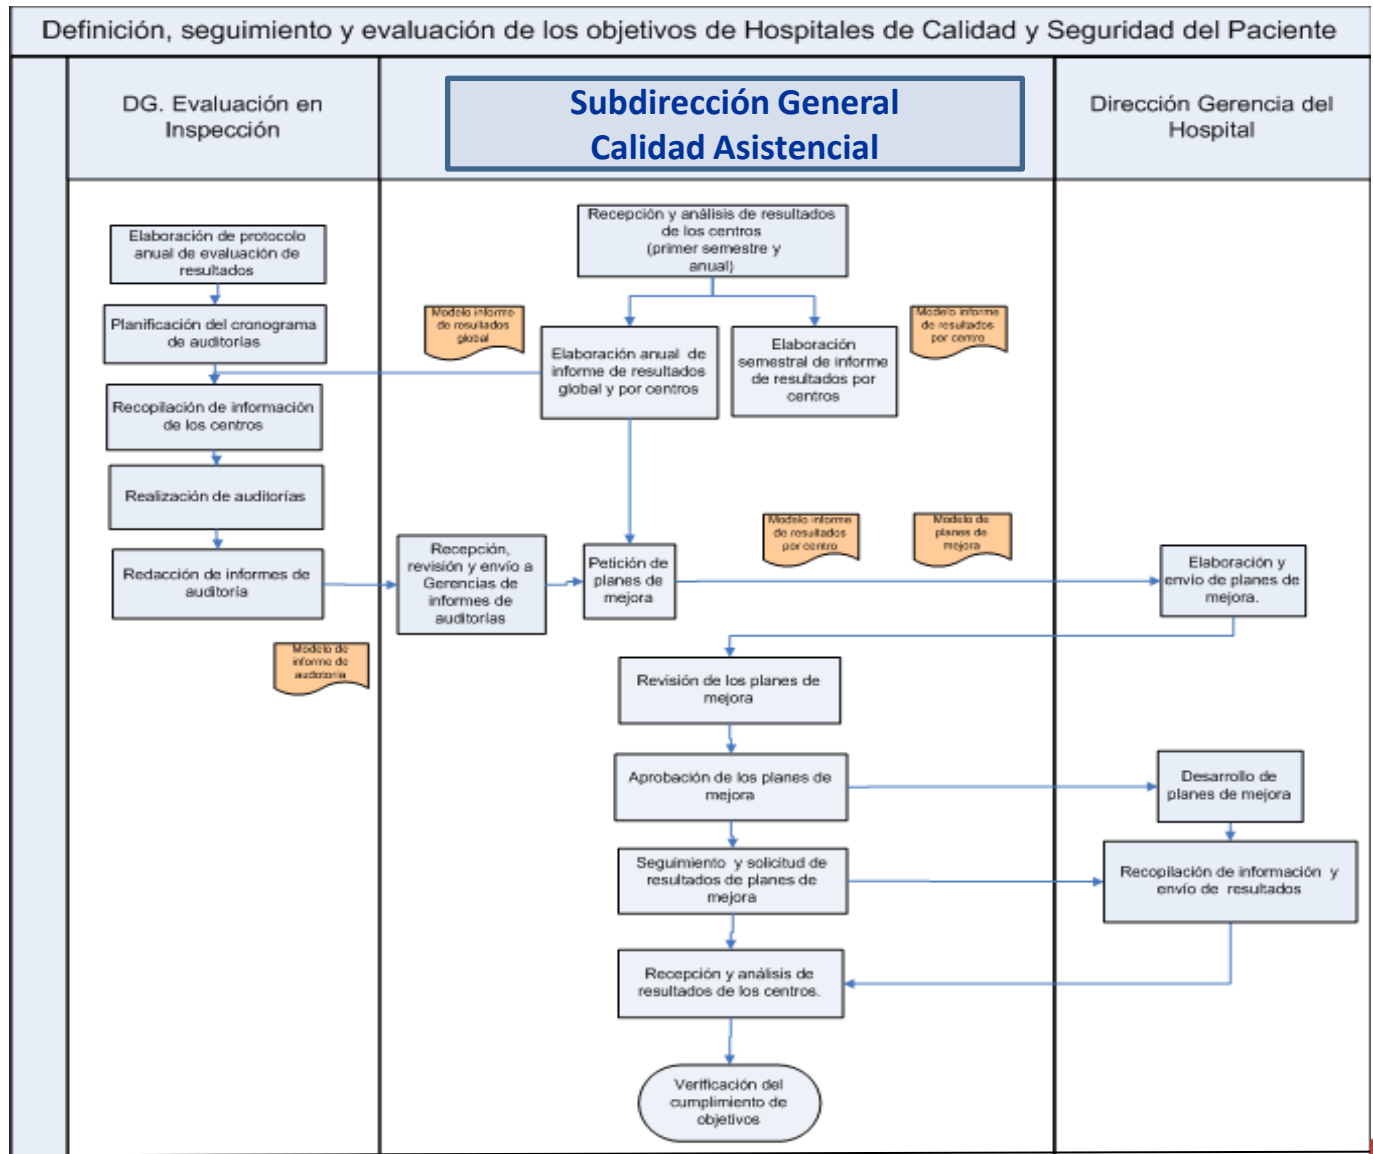 Definición, seguimiento y evaluación de los objetivos de Hospitales de Calidad y Seguridad del Paciente
DG. Evaluación en
Inspección
Subdirección General
Calidad Asistencial
Dirección Gerencia del
Hospital
Elaboración de protocolo
anual de evaluación de
resultados
Planificación del cronograma
de auditorías
Recopilación de información
de los centros
Realización de auditorías
Redacción de informes de
auditoría
Modelo de
informe de
auditoría
Recepción y análisis de resultados
de los centros
(primer semestre y
anual)
Modelo informe
de resultados
global
Elaboración anual de
informe de resultados
global y por centros
Elaboración
semestral de informe
de resultados por
centros
Modelo informe
de resultados
por centro
Recepción,
revisión y envío a
Gerencias de
informes de
auditorías
Petición de
planes de
mejora
Modelo informe
de resultados
por centro
Modelo de
planes de
mejora
Elaboración y
envío de planes de
mejora.
Revisión de los planes de
mejora
Aprobación de los planes de
mejora
Desarrollo de
planes de mejora
Seguimiento y solicitud de
resultados de planes de
mejora
Recopilación de información y
envío de resultados
Recepción y análisis de
resultados de los centros.
Verificación del
cumplimiento de
objetivos